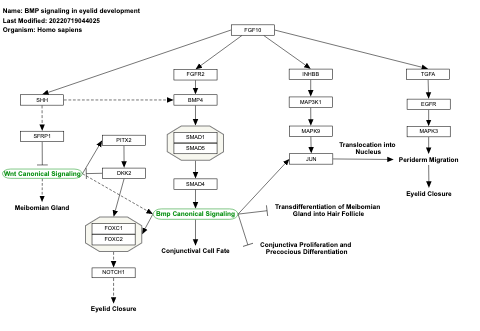 Name: BMP signaling in eyelid development
Last Modified: 20220719044025
Organism: Homo sapiens
FGF10
FGFR2
INHBB
TGFA
SHH
BMP4
MAP3K1
EGFR
SFRP1
PITX2
SMAD1
SMAD5
MAPK9
MAPK3
Translocation into
Nucleus
JUN
Periderm Migration
Wnt Canonical Signaling
DKK2
SMAD4
Eyelid Closure
Meibomian Gland
Bmp Canonical Signaling
Transdifferentiation of Meibomian
Gland into Hair Follicle
FOXC1
FOXC2
Conjunctival Cell Fate
Conjunctiva Proliferation and
Precocious Differentiation
NOTCH1
Eyelid Closure